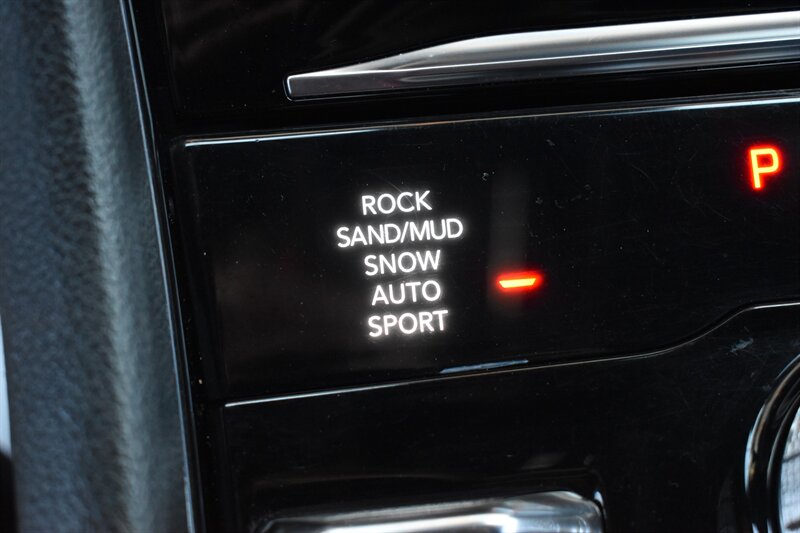 P
ROCK
SAND/MUD
SNOW
AUTO
SPORT